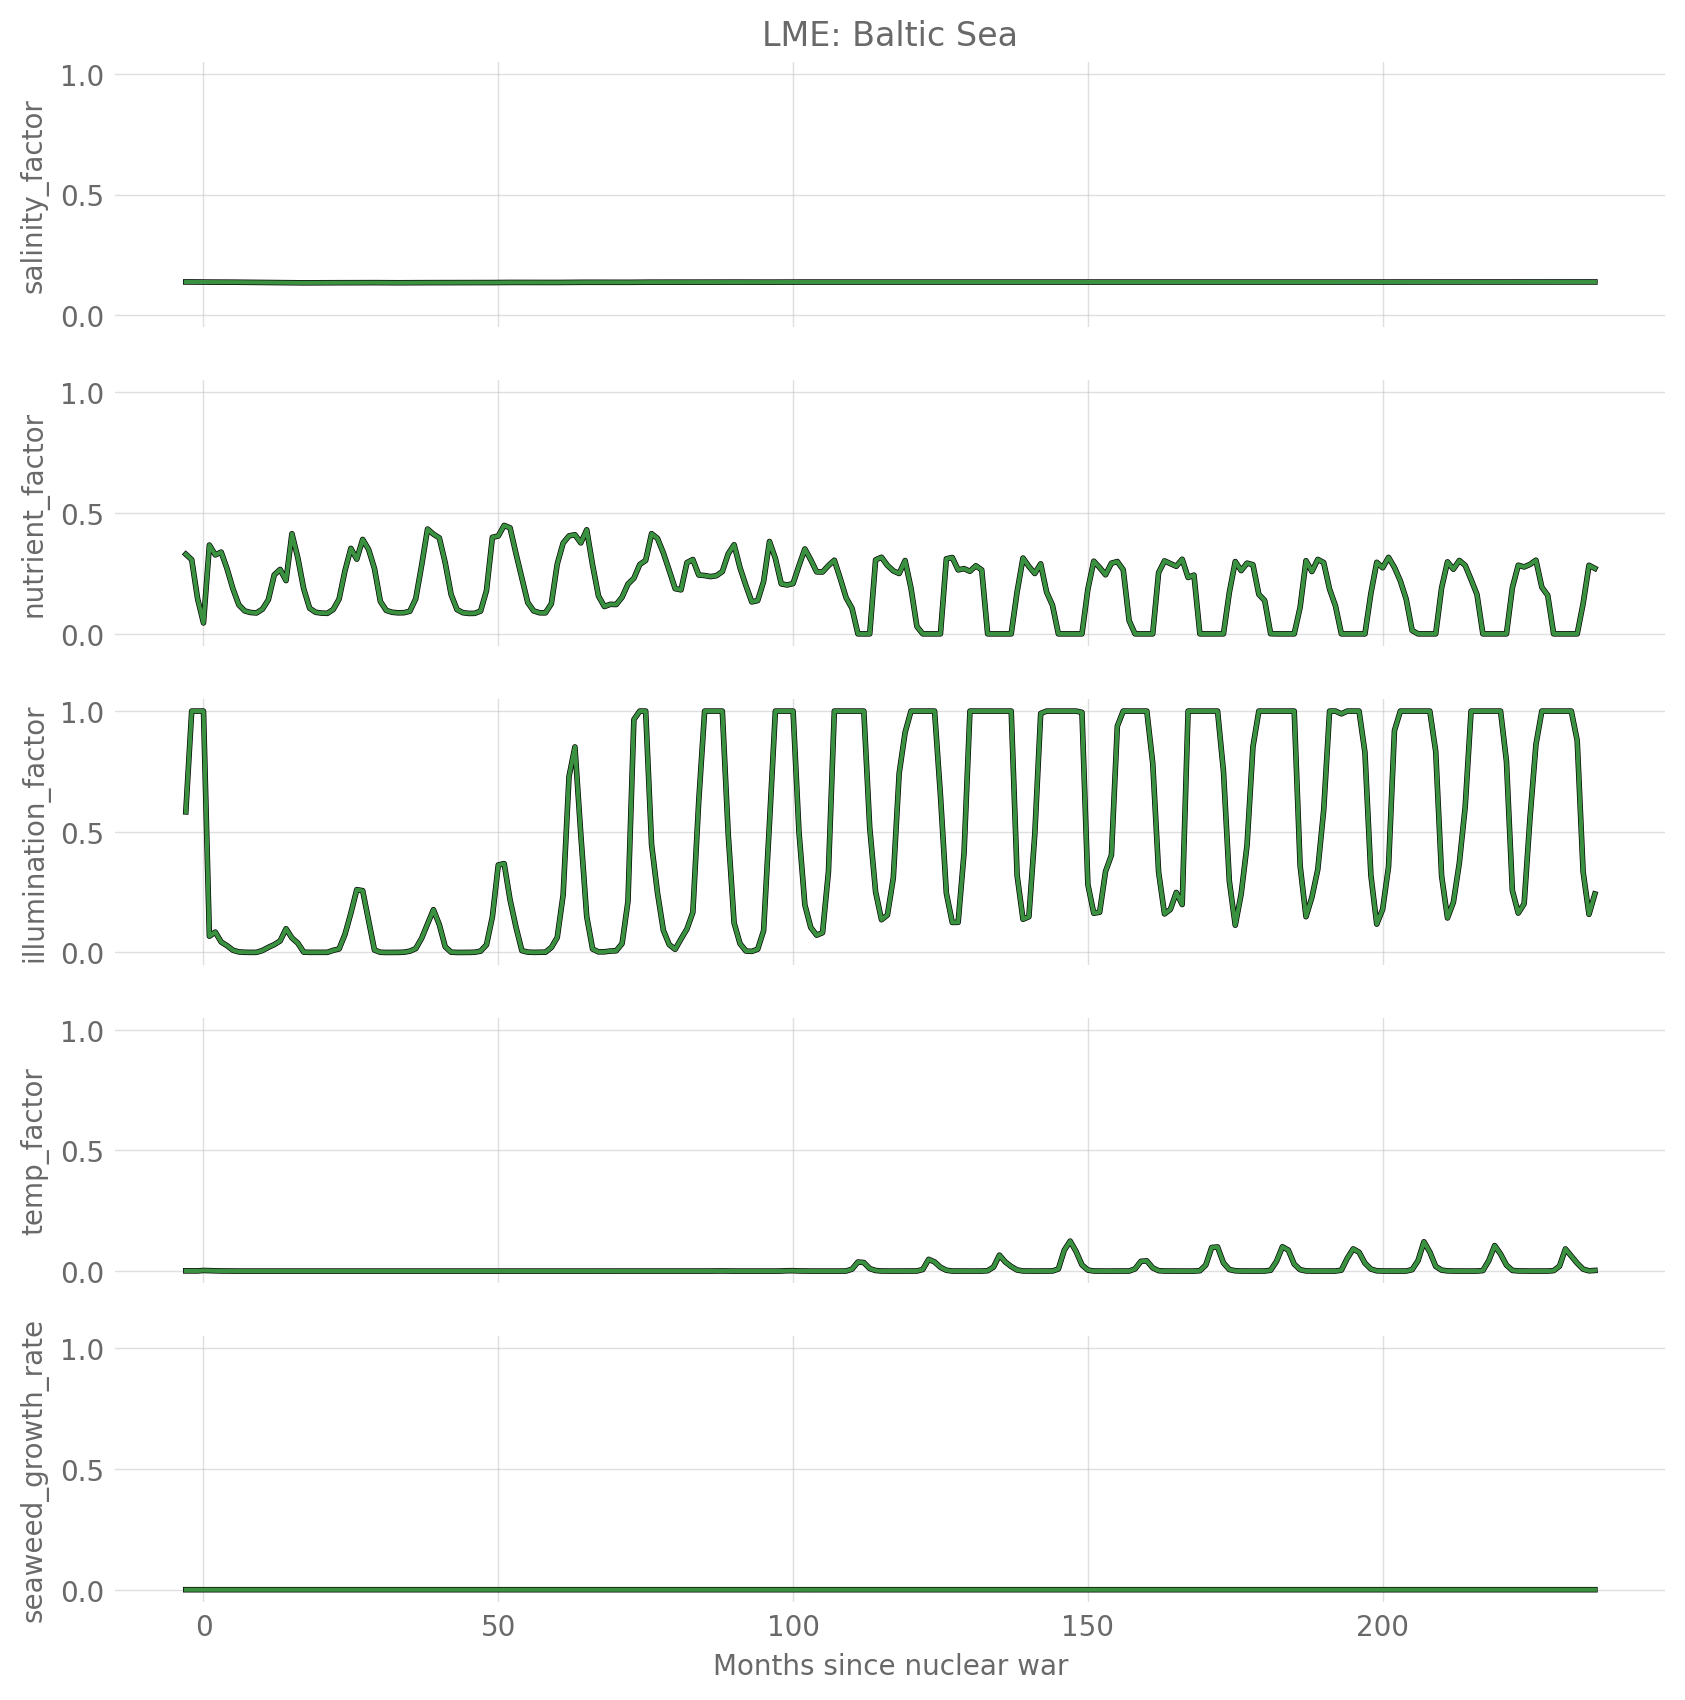 LME: Baltic Sea
1.0
0.5
0.0
salinity_factor
1.0
0.5
0.0
nutrient_factor
1.0
0.5
0.0
illumination_factor
1.0
0.5
0.0
temp_factor
1.0
0.5
0.0
seaweed_growth_rate
0 50 100 150 200
Months since nuclear war